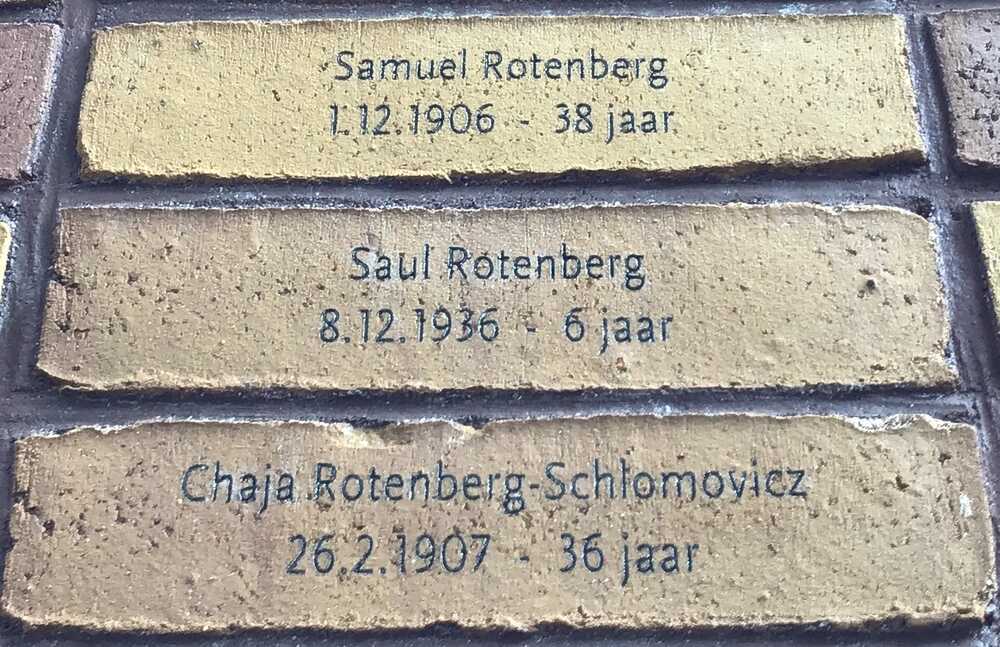 Samuel Rotenberg
1.12.1906 - 38 jaar
Saul Rotenberg
8.12.1936 - 6 jaar
Chaja Rotenberg-Schlomovicz
26.2.1907 - 36 jaar